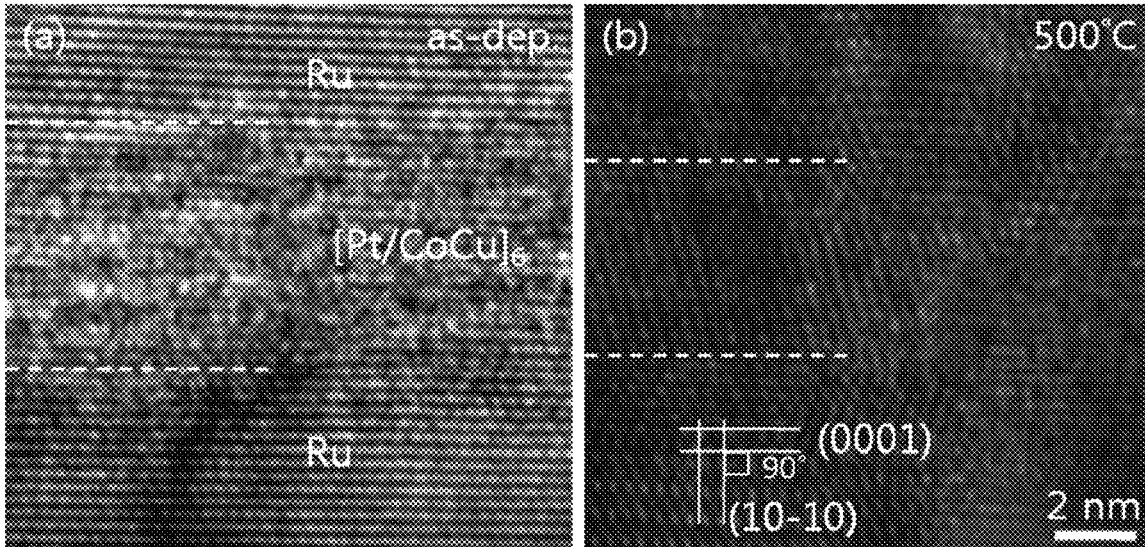 (a)
as-dep.
Ru
[Pt/CoCu]6
Ru
(b)
500°C
(0001)
90°
(10-10)
2 nm